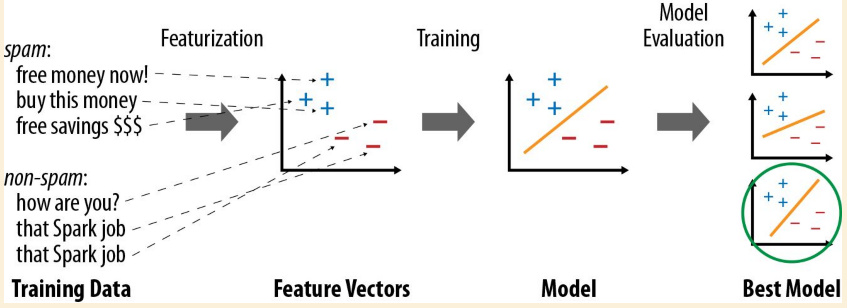 Featurization
Training
Model
Evaluation
spam:
free money now!
buy this money
free savings $$$
non-spam:
how are you?
that Spark job
that Spark job
Training Data
Feature Vectors
Model
Best Model